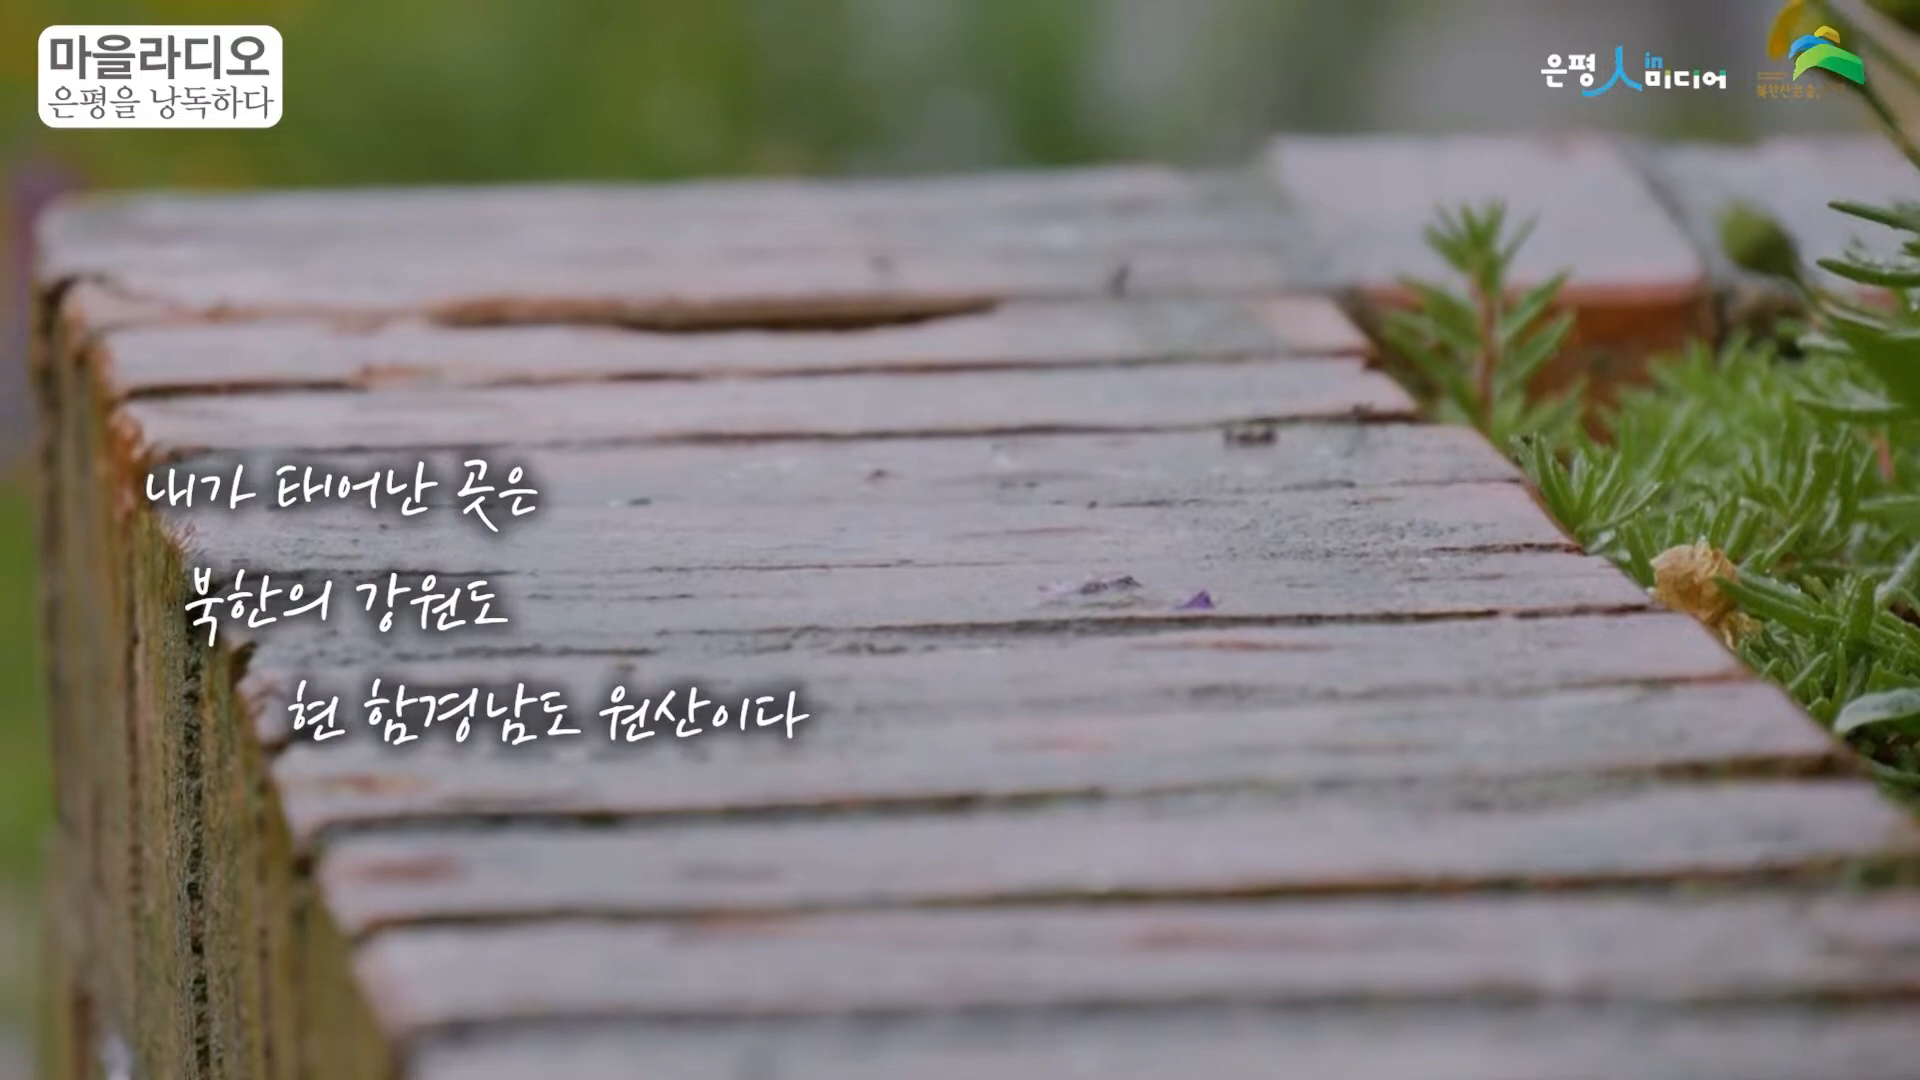 마을라디오
은평을 낭독하다
은평人in미디어
내가 태어난 곳은
북한의 강원도
현 함경남도 원산이다